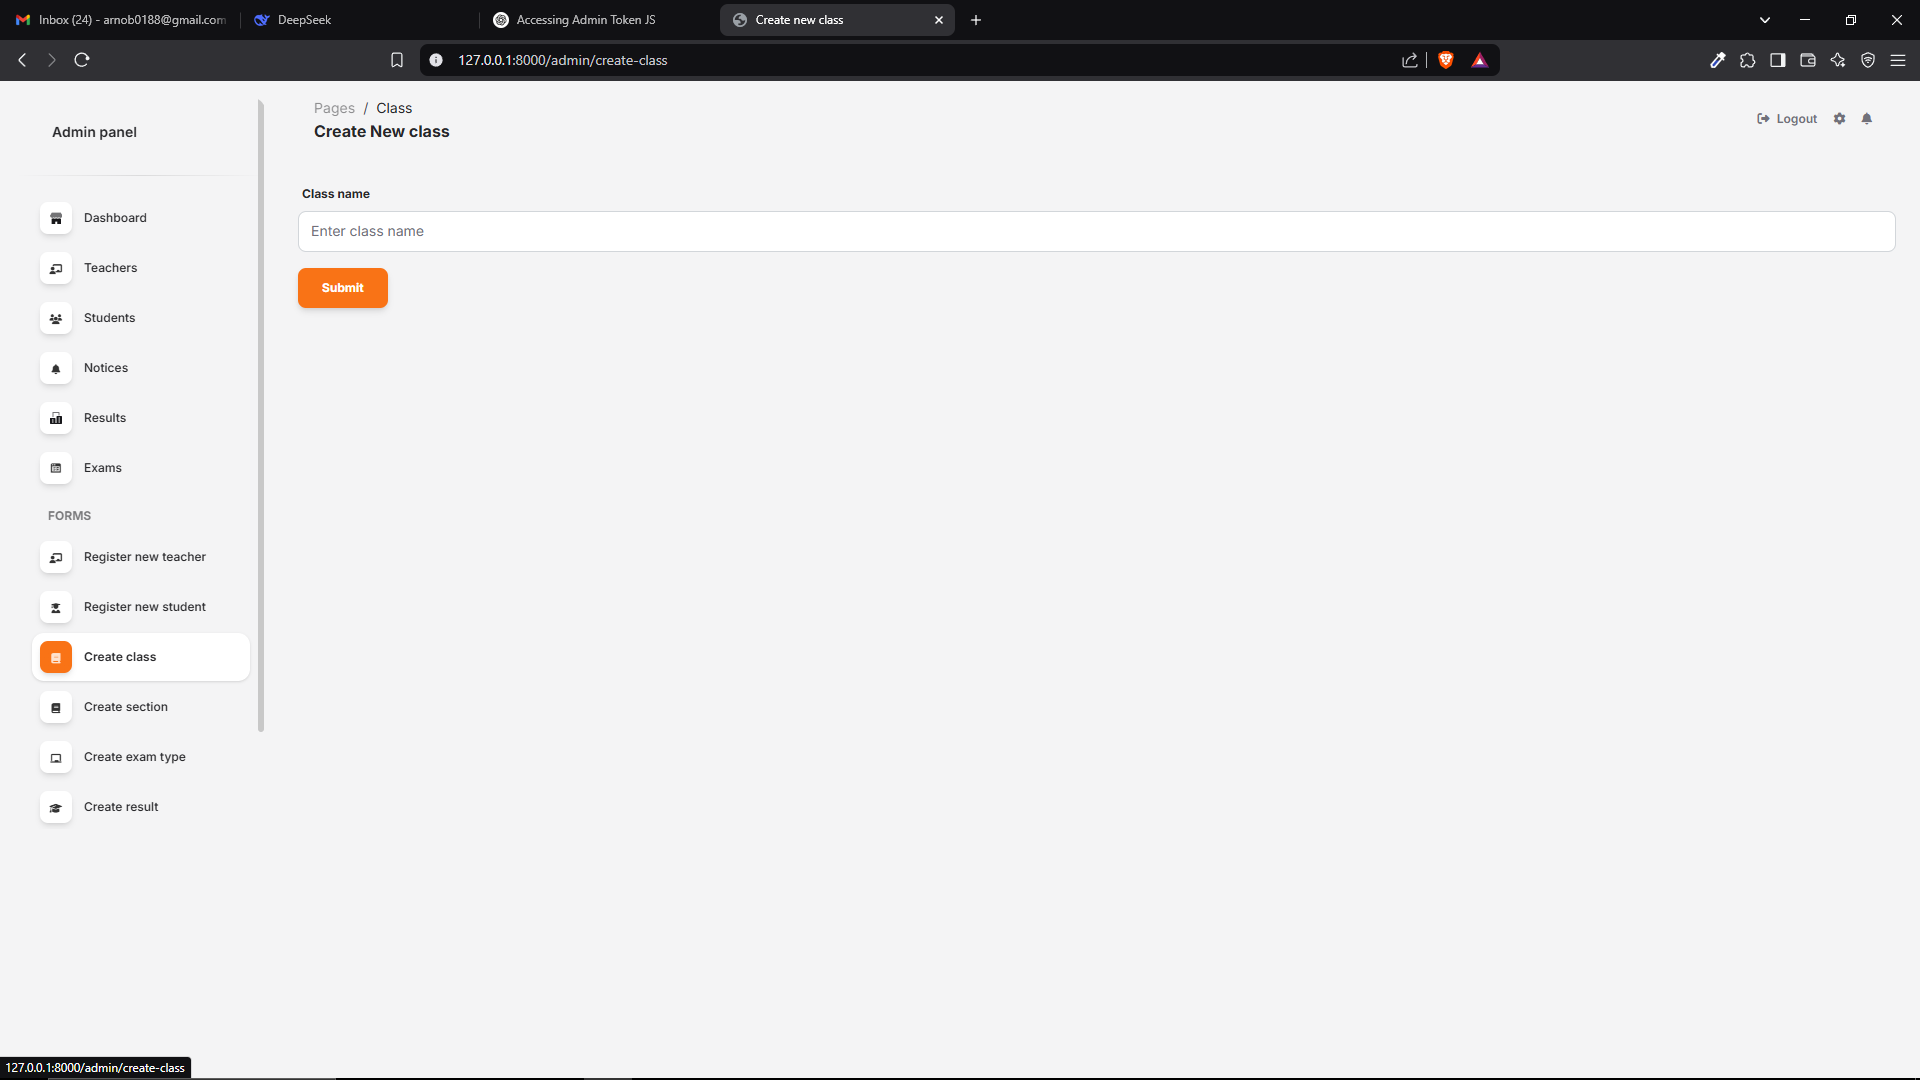 Inbox (24) - arnob0188@gmail.com
DeepSeek
Accessing Admin Token JS
Create new class
127.0.0.1:8000/admin/create-class
Admin panel
Pages / Class
Create New class
Logout
Dashboard
Teachers
Students
Notices
Results
Exams
FORMS
Register new teacher
Register new student
Create class
Create section
Create exam type
Create result
Class name
Enter class name
Submit
127.0.0.1:8000/admin/create-class